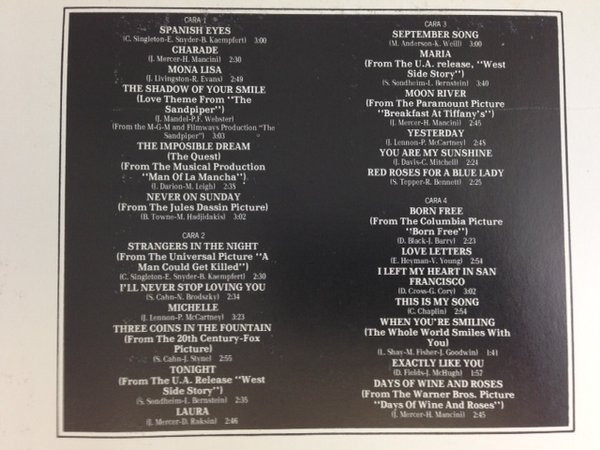 CARA 1
SPANISH EYES
(C. Singleton-E. Snyder-B. Kaempfert) 3:00
CHARADE
(J. Mercer-H. Mancini) 2:30
MONA LISA
(J. Livingston-R. Evans) 2:49
THE SHADOW OF YOUR SMILE
(Love Theme From "The
Sandpiper")
(J. Mandel-P.F. Webster)
(From the M-G-M and Filmways Production "The
Sandpiper") 3:03
THE IMPOSIBLE DREAM
(The Quest)
(From The Musical Production
"Man Of La Mancha")
(J. Darion-M. Leigh) 2:35
NEVER ON SUNDAY
(From The Jules Dassin Picture)
(B. Towne-M. Hadjidakis) 3:02
CARA 2
STRANGERS IN THE NIGHT
(From The Universal Picture "A
Man Could Get Killed")
(C. Singleton-E. Snyder-B. Kaempfert) 2:30
I'LL NEVER STOP LOVING YOU
(S. Cahn-N. Brodszky) 2:34
MICHELLE
(J. Lennon-P. McCartney) 3:23
THREE COINS IN THE FOUNTAIN
(From The 20th Century-Fox
Picture)
(S. Cahn-J. Styne) 2:55
TONIGHT
(From The U.A. Release "West
Side Story")
(S. Sondheim-L. Bernstein) 2:35
LAURA
(J. Mercer-D. Raksin) 2:46
CARA 3
SEPTEMBER SONG
(M. Anderson-K. Weill) 3:00
MARIA
(From The U.A. release, "West
Side Story")
(S. Sondheim-L. Bernstein) 3:40
MOON RIVER
(From The Paramount Picture
"Breakfast At Tiffany's")
(J. Mercer-H. Mancini) 2:45
YESTERDAY
(J. Lennon-P. McCartney) 2:45
YOU ARE MY SUNSHINE
(J. Davis-C. Mitchell) 2:24
RED ROSES FOR A BLUE LADY
(S. Tepper-R. Bennett) 2:25
CARA 4
BORN FREE
(From The Columbia Picture
"Born Free")
(D. Black-J. Barry) 2:23
LOVE LETTERS
(E. Heyman-V. Young) 2:54
I LEFT MY HEART IN SAN
FRANCISCO
(D. Cross-G. Cory) 3:02
THIS IS MY SONG
(C. Chaplin) 2:54
WHEN YOU'RE SMILING
(The Whole World Smiles With
You)
(L. Shay-M. Fisher-J. Goodwin) 1:41
EXACTLY LIKE YOU
(D. Fields-J. McHugh) 1:57
DAYS OF WINE AND ROSES
(From The Warner Bros. Picture
"Days Of Wine And Roses")
(J. Mercer-H. Mancini) 2:45